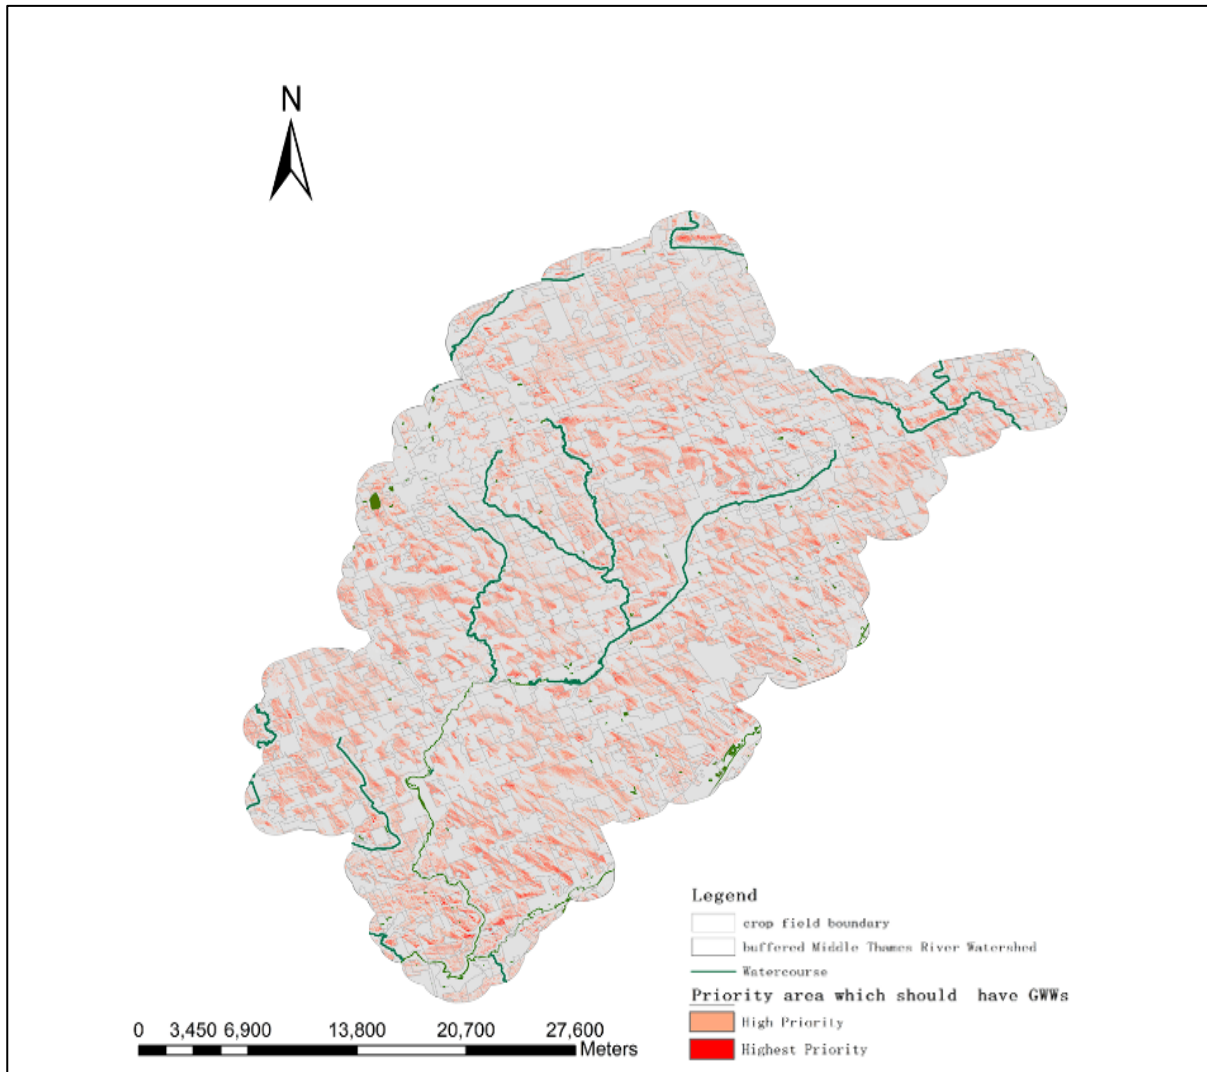 N
Legend
crop field boundary
buffered Middle Thames River Watershed
Watercourse
Priority area which should have GWWs
High Priority
Highest Priority
0 3,450 6,900 13,800 20,700 27,600
Meters